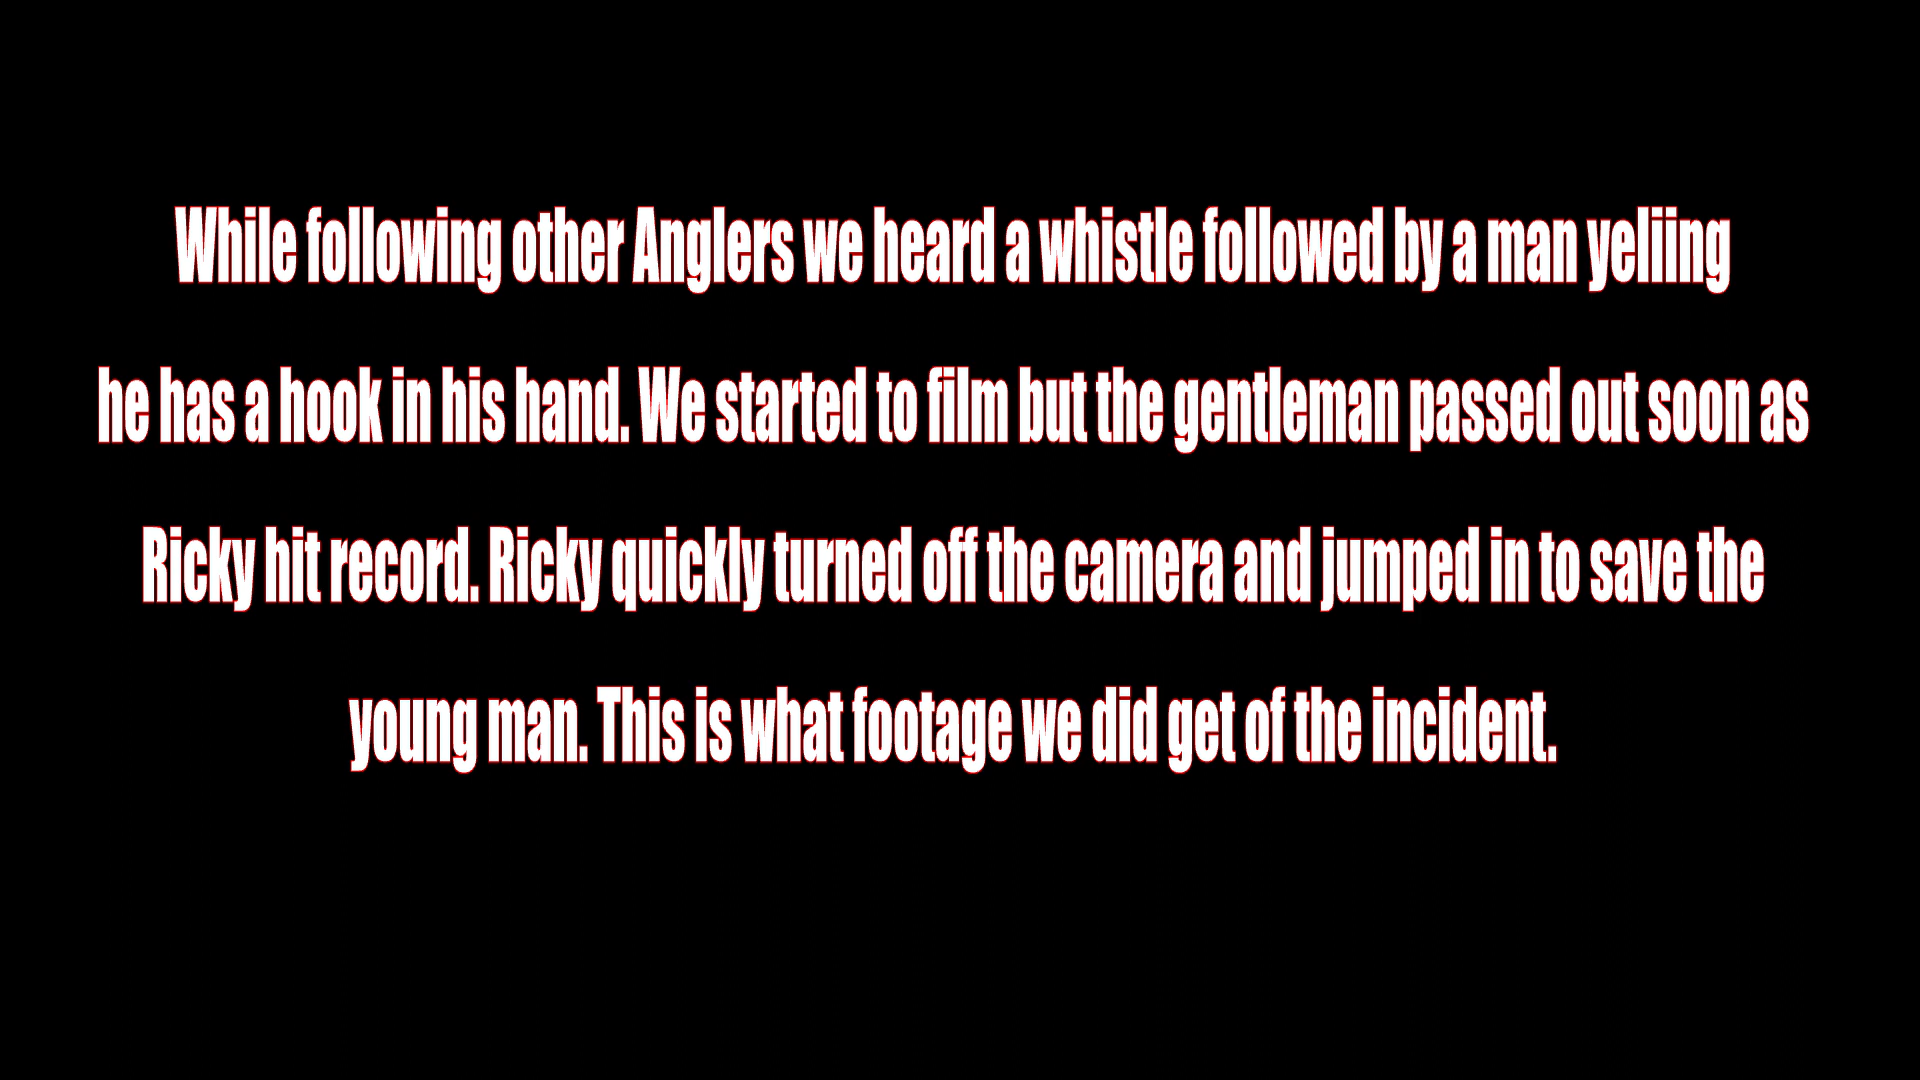 While following other Anglers we heard a whistle followed by a man yeliing
he has a hook in his hand. We started to film but the gentleman passed out soon as
Ricky hit record. Ricky quickly turned off the camera and jumped in to save the
young man. This is what footage we did get of the incident.